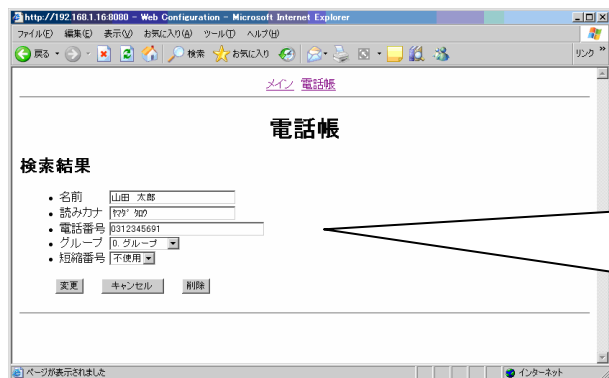 http://192.168.1.16:8080 - Web Configuration - Microsoft Internet Explorer
ファイル(F) 編集(E) 表示(V) お気に入り(A) ツール(T) ヘルプ(H)
戻る 検索 お気に入り リンク »
メイン 電話帳
電話帳
検索結果
• 名前 山田 太郎
• 読みカナ ﾔﾏﾀﾞ ﾀﾛｳ
• 電話番号 0312345691
• グループ 0. グループ
• 短縮番号 不使用
変更 キャンセル 削除
ページが表示されました インターネット